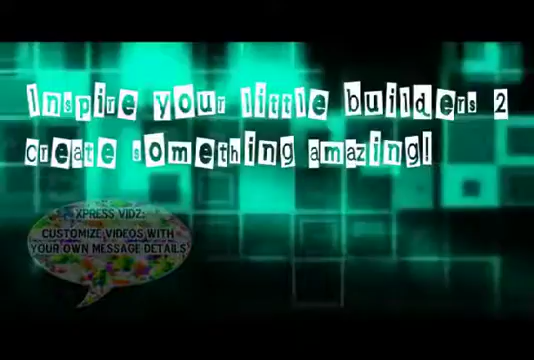 Inspire your little builders 2
create something amazing!
XPRESS VIDZ:
CUSTOMIZE VIDEOS WITH
YOUR OWN MESSAGE DETAILS